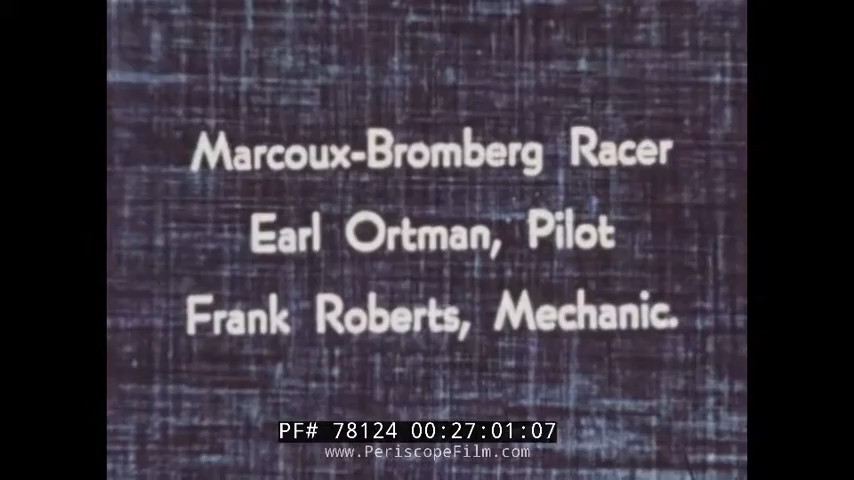 Marcoux-Bromberg Racer
Earl Ortman, Pilot
Frank Roberts, Mechanic.
PF# 78124 00:27:01:07
www.PeriscopeFilm.com